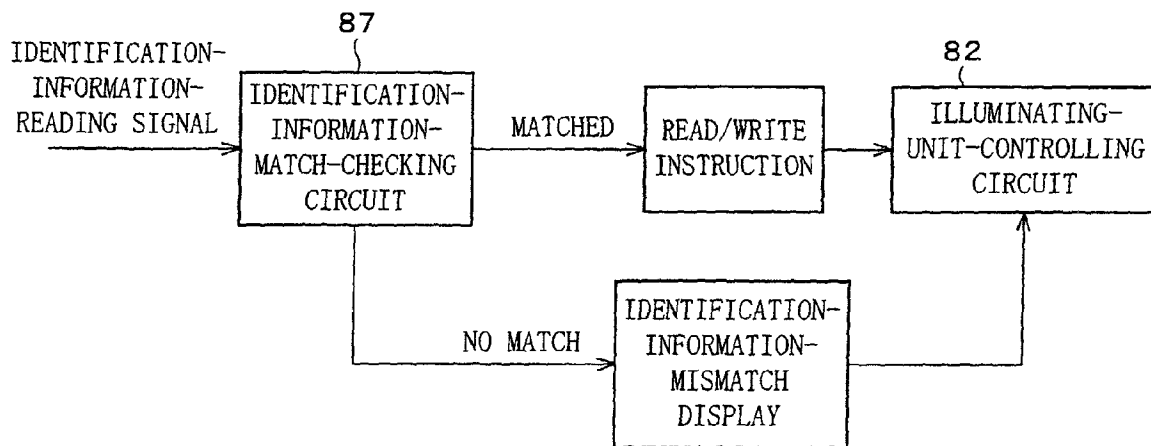 87
IDENTIFICATION-
INFORMATION-
READING SIGNAL
IDENTIFICATION-
INFORMATION-
MATCH-CHECKING
CIRCUIT
MATCHED
READ/WRITE
INSTRUCTION
82
ILLUMINATING-
UNIT-CONTROLLING
CIRCUIT
NO MATCH
IDENTIFICATION-
INFORMATION-
MISMATCH
DISPLAY